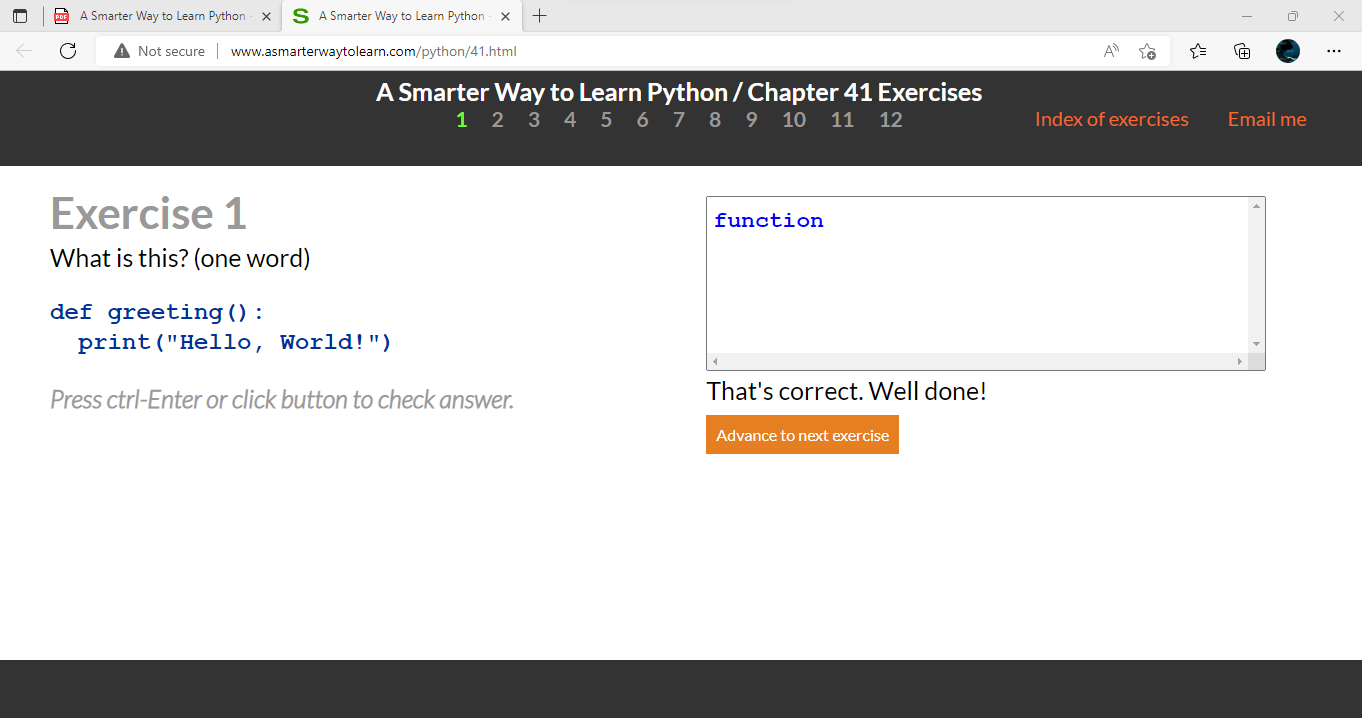 A Smarter Way to Learn Python -
A Smarter Way to Learn Python -
Not secure www.asmarterwaytolearn.com/python/41.html
A Smarter Way to Learn Python / Chapter 41 Exercises
1 2 3 4 5 6 7 8 9 10 11 12
Index of exercises Email me
Exercise 1
What is this? (one word)
def greeting():
  print("Hello, World!")
Press ctrl-Enter or click button to check answer.
function
That's correct. Well done!
Advance to next exercise